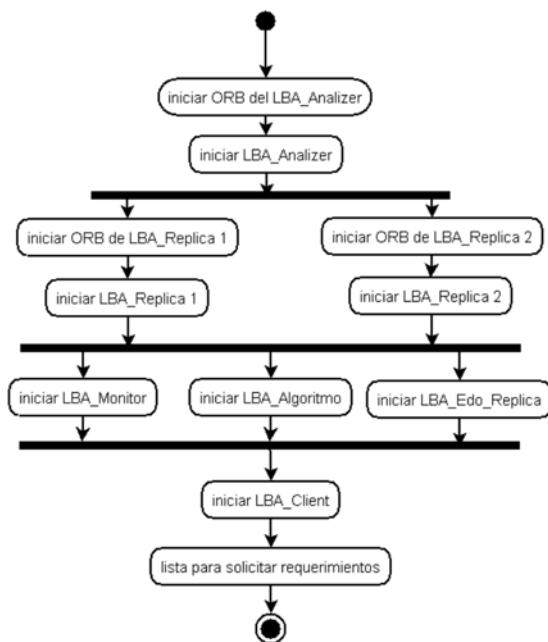 iniciar ORB del LBA_Analizer
iniciar LBA_Analizer
iniciar ORB de LBA_Replica 1
iniciar ORB de LBA_Replica 2
iniciar LBA_Replica 1
iniciar LBA_Replica 2
iniciar LBA_Monitor
iniciar LBA_Algoritmo
iniciar LBA_Edo_Replica
iniciar LBA_Client
lista para solicitar requerimientos